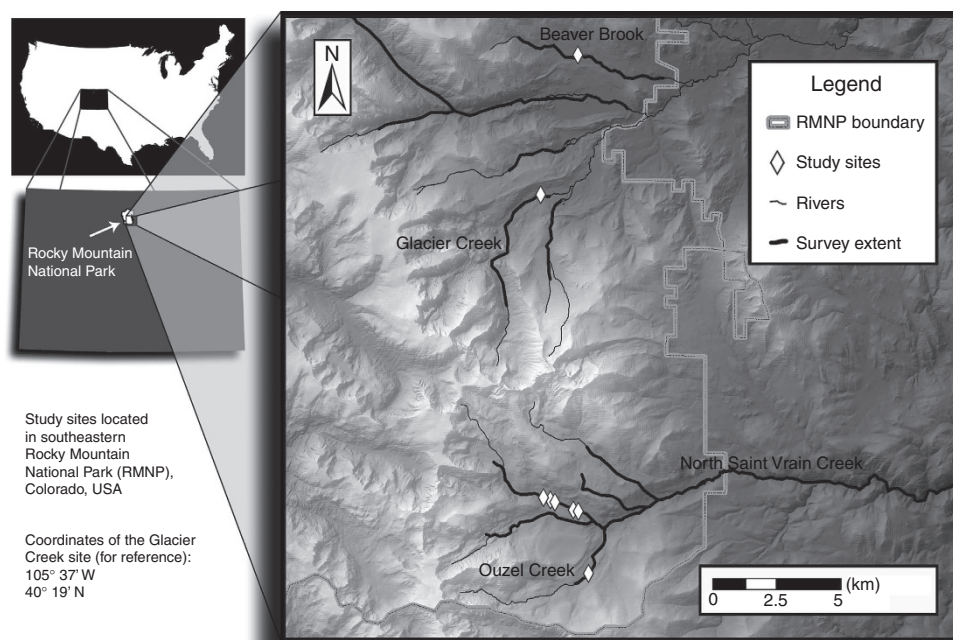 Rocky Mountain
National Park
Study sites located
in southeastern
Rocky Mountain
National Park (RMNP),
Colorado, USA
Coordinates of the Glacier
Creek site (for reference):
105° 37' W
40° 19' N
N
Beaver Brook
Glacier Creek
North Saint Vrain Creek
Ouzel Creek
Legend
RMNP boundary
Study sites
Rivers
Survey extent
(km)
0 2.5 5